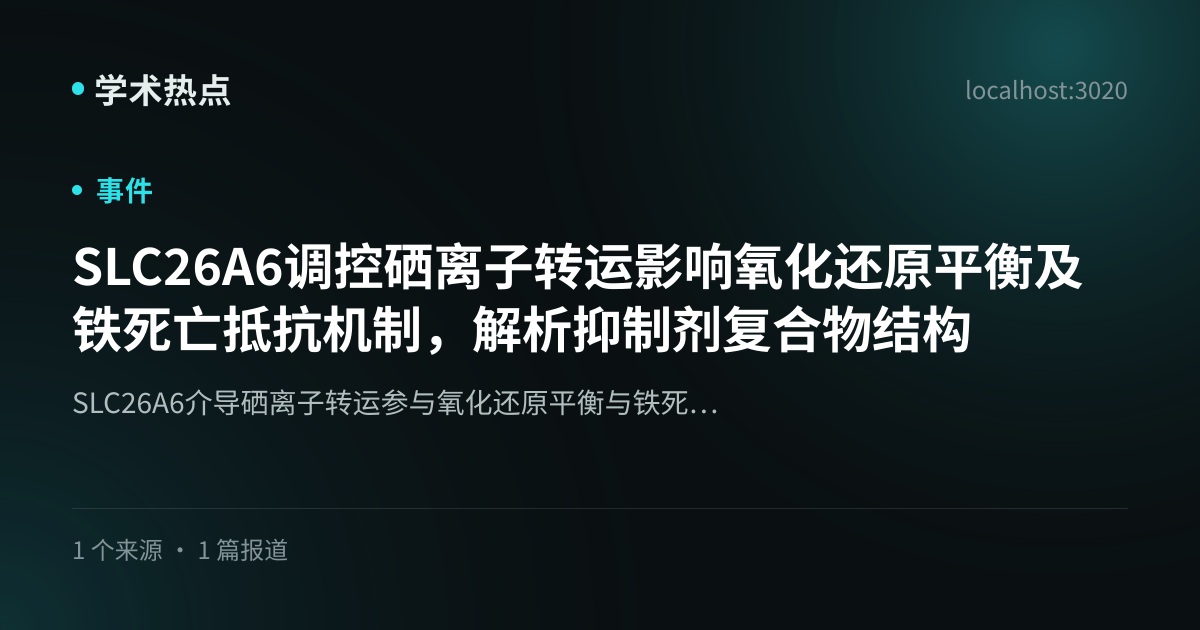 学术热点
localhost:3020
事件
SLC26A6调控硒离子转运影响氧化还原平衡及
铁死亡抵抗机制，解析抑制剂复合物结构
SLC26A6介导硒离子转运参与氧化还原平衡与铁死…
1 个来源 · 1 篇报道